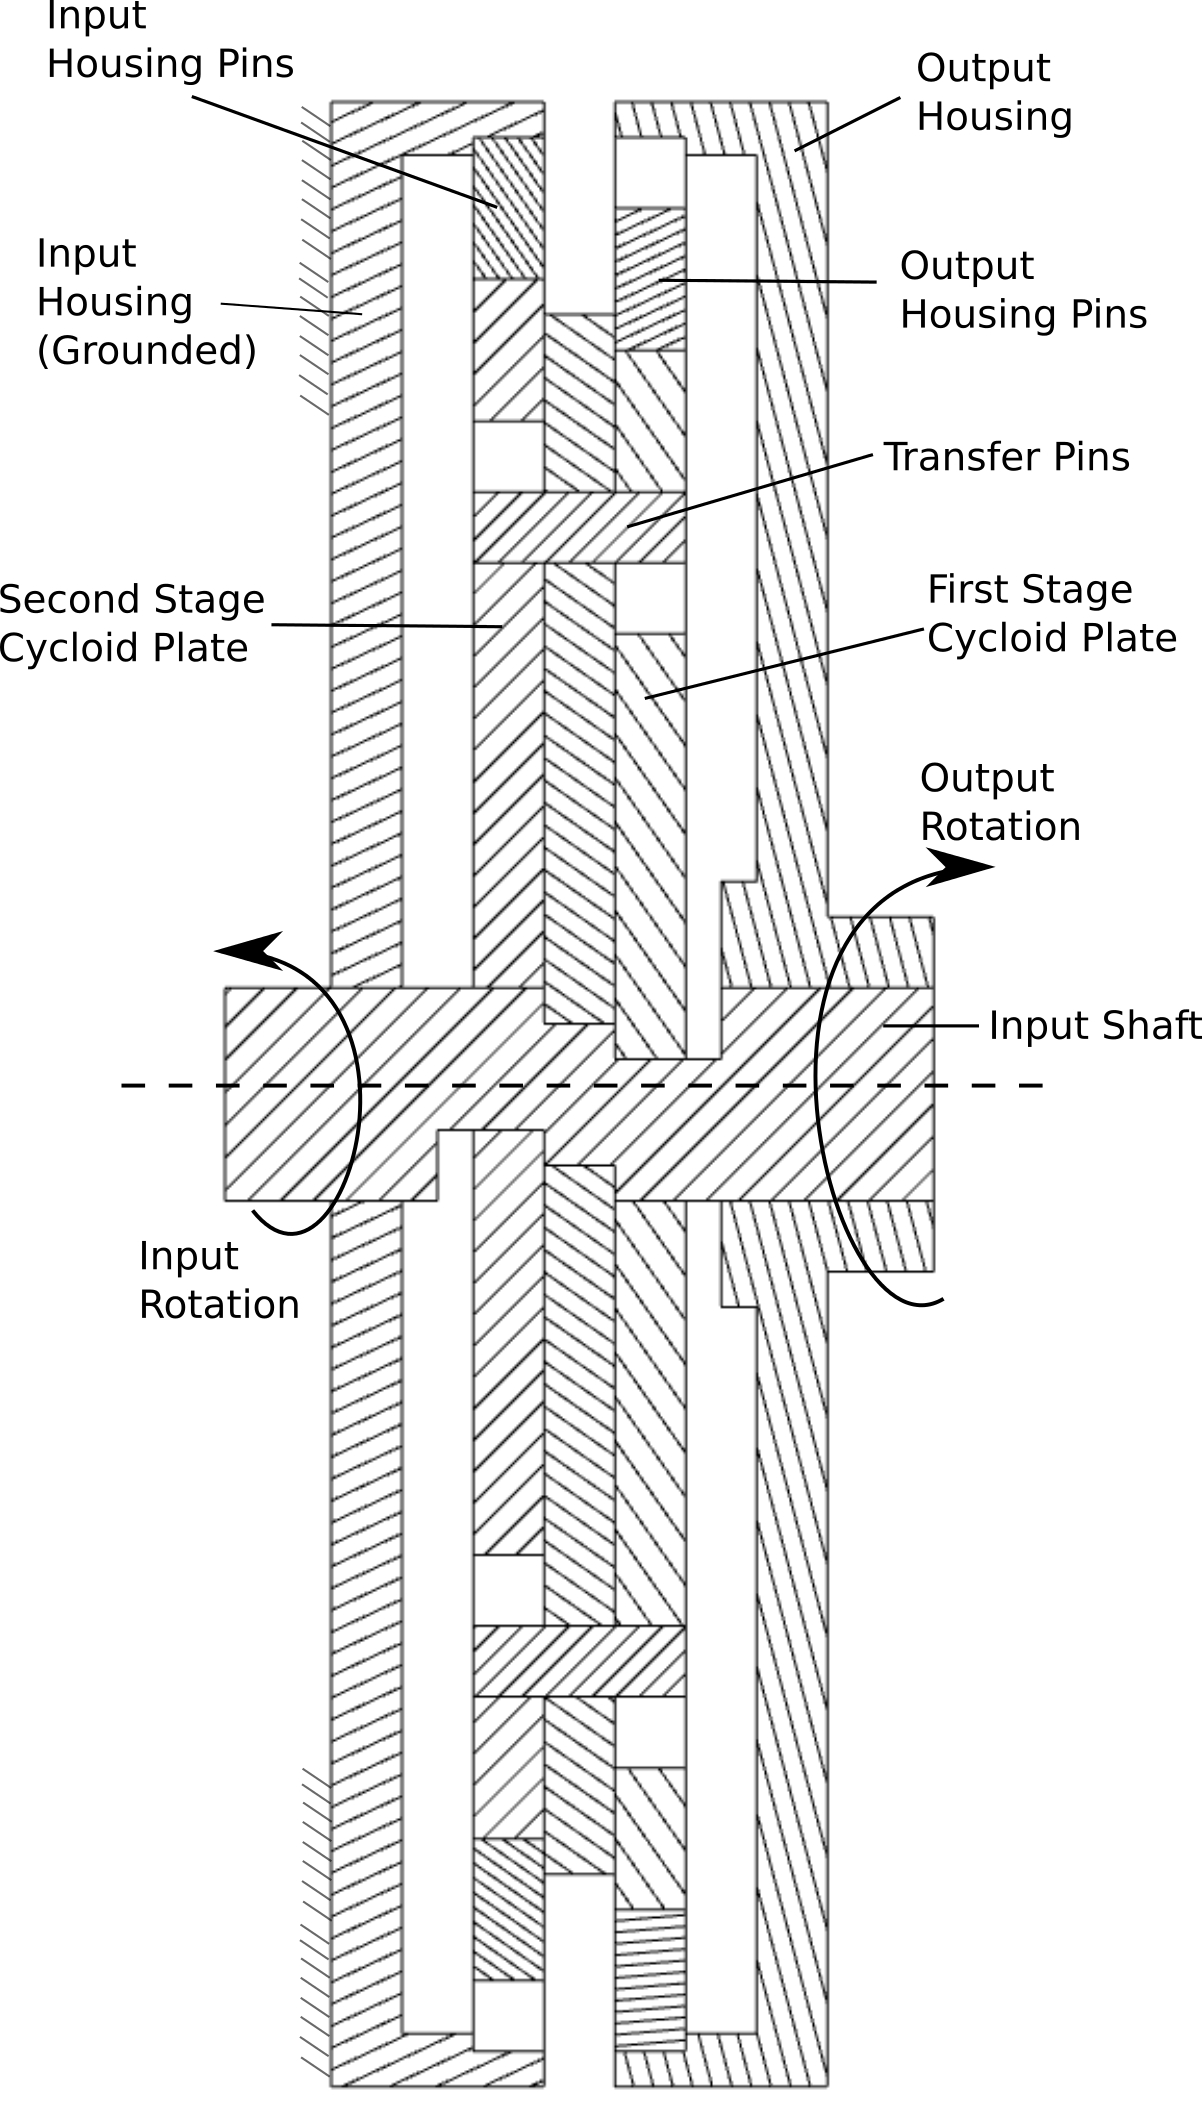 Input
Housing Pins
Output
Housing
Input
Housing
(Grounded)
Output
Housing Pins
Transfer Pins
Second Stage
Cycloid Plate
First Stage
Cycloid Plate
Output
Rotation
Input Shaft
Input
Rotation